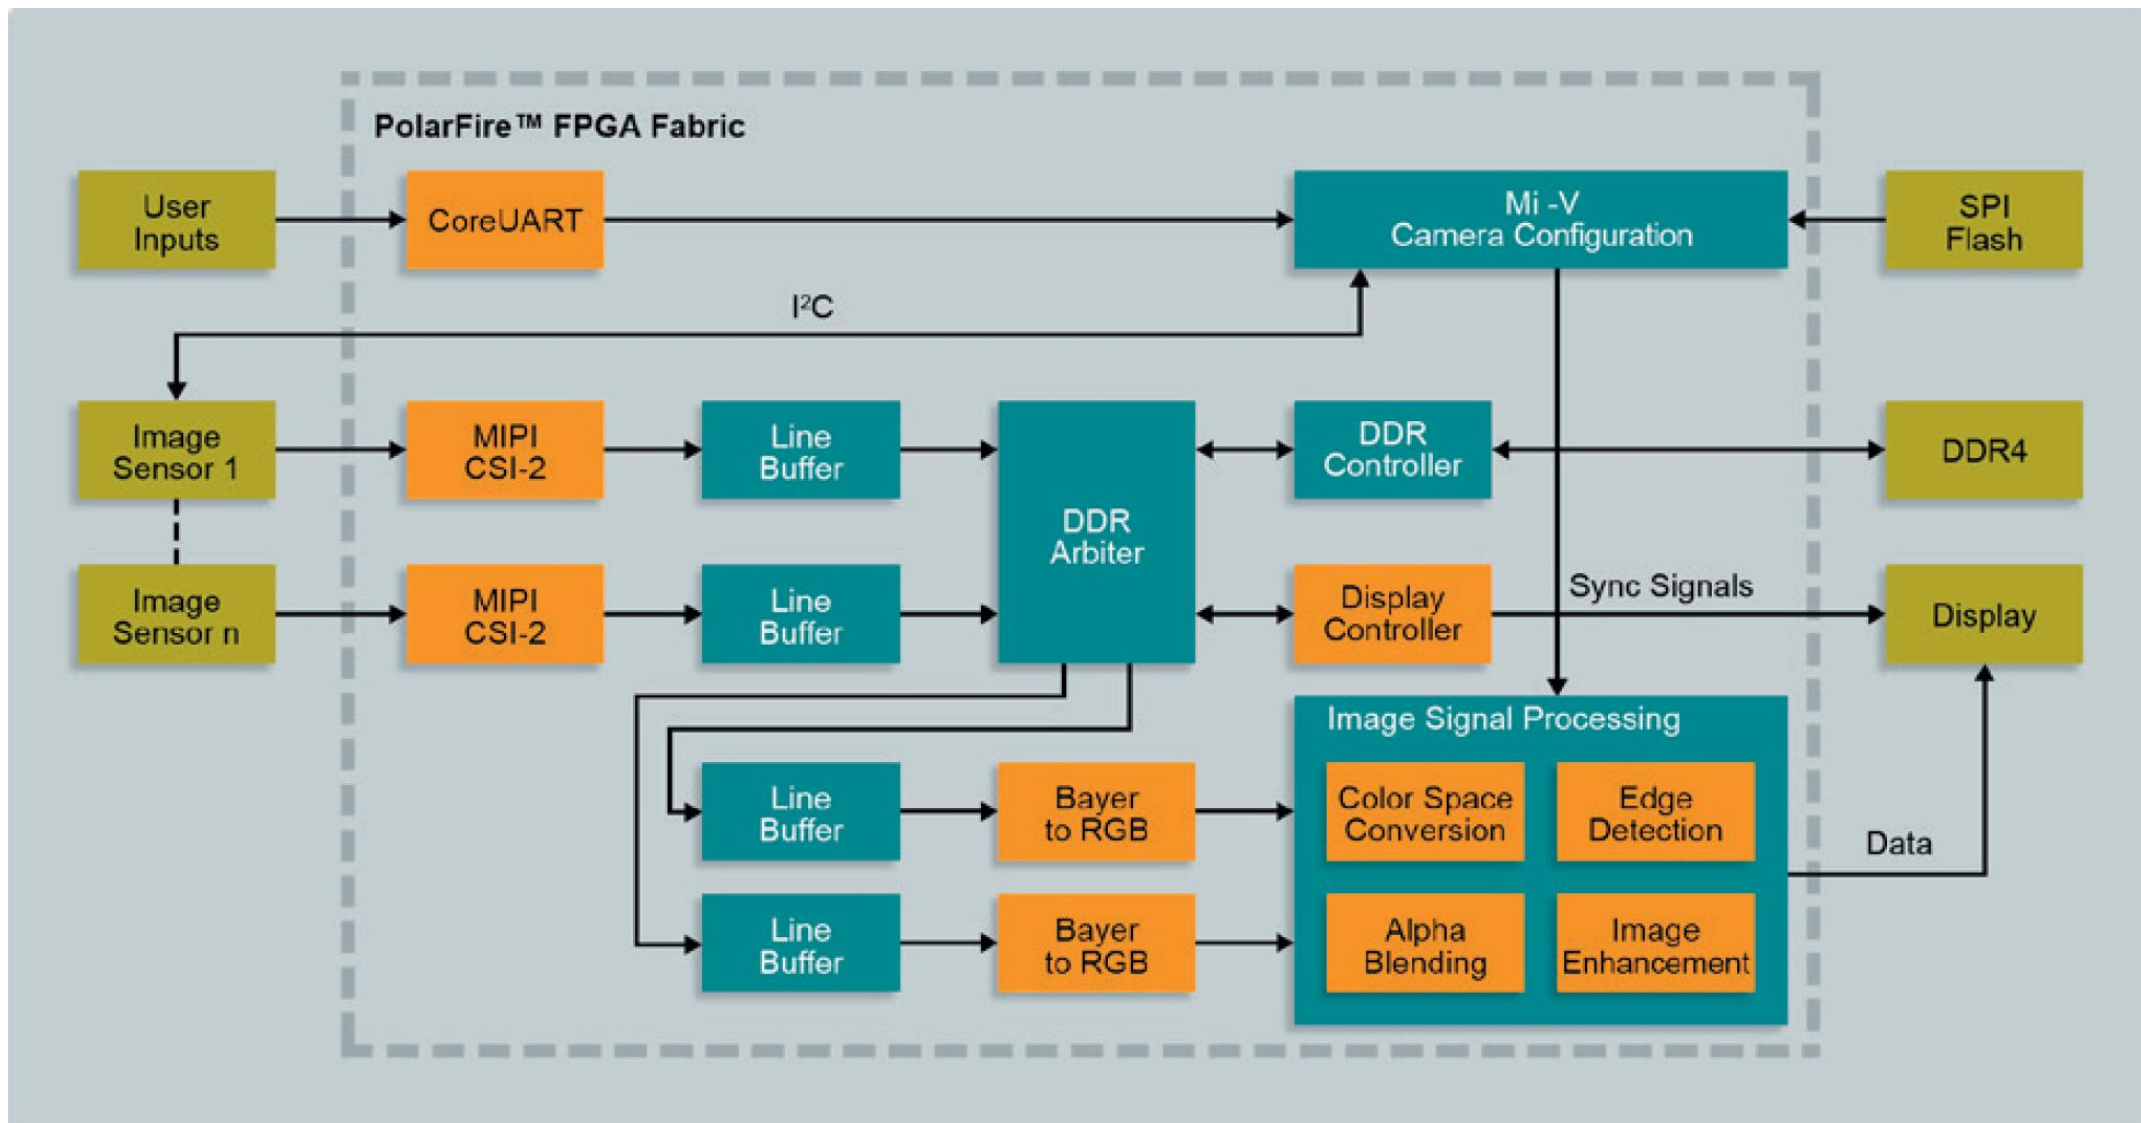 PolarFire™ FPGA Fabric
User
Inputs
CoreUART
Mi -V
Camera Configuration
SPI
Flash
I²C
Image
Sensor 1
MIPI
CSI-2
Line
Buffer
DDR
Arbiter
DDR
Controller
DDR4
Image
Sensor n
MIPI
CSI-2
Line
Buffer
Display
Controller
Sync Signals
Display
Image Signal Processing
Line
Buffer
Bayer
to RGB
Color Space
Conversion
Edge
Detection
Data
Line
Buffer
Bayer
to RGB
Alpha
Blending
Image
Enhancement